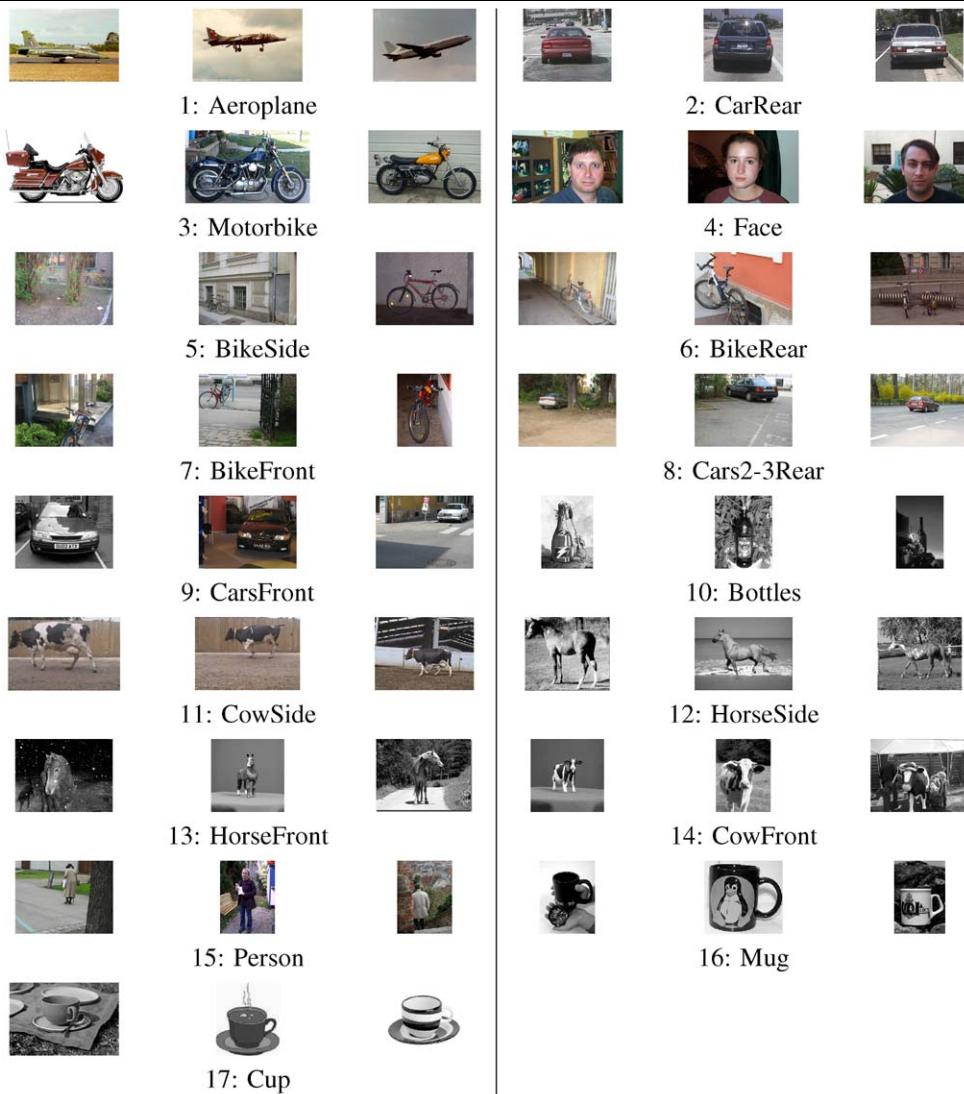 1: Aeroplane
2: CarRear
3: Motorbike
4: Face
5: BikeSide
6: BikeRear
7: BikeFront
8: Cars2-3Rear
9: CarsFront
10: Bottles
11: CowSide
12: HorseSide
13: HorseFront
14: CowFront
15: Person
16: Mug
17: Cup